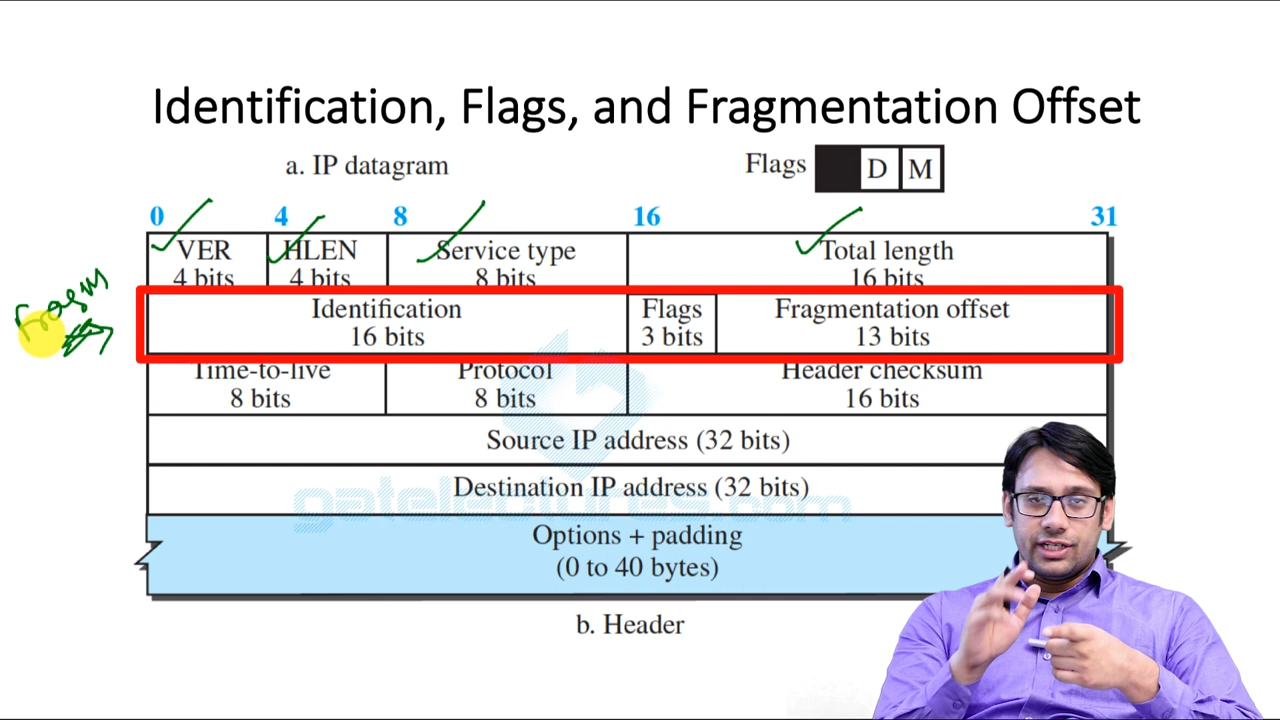 Identification, Flags, and Fragmentation Offset
a. IP datagram
Flags D M
0 4 8 16 31
VER HLEN Service type Total length
4 bits 4 bits 8 bits 16 bits
Fragm
Identification Flags Fragmentation offset
16 bits 3 bits 13 bits
Time-to-live Protocol Header checksum
8 bits 8 bits 16 bits
Source IP address (32 bits)
Destination IP address (32 bits)
gatelectures.com
Options + padding
(0 to 40 bytes)
b. Header